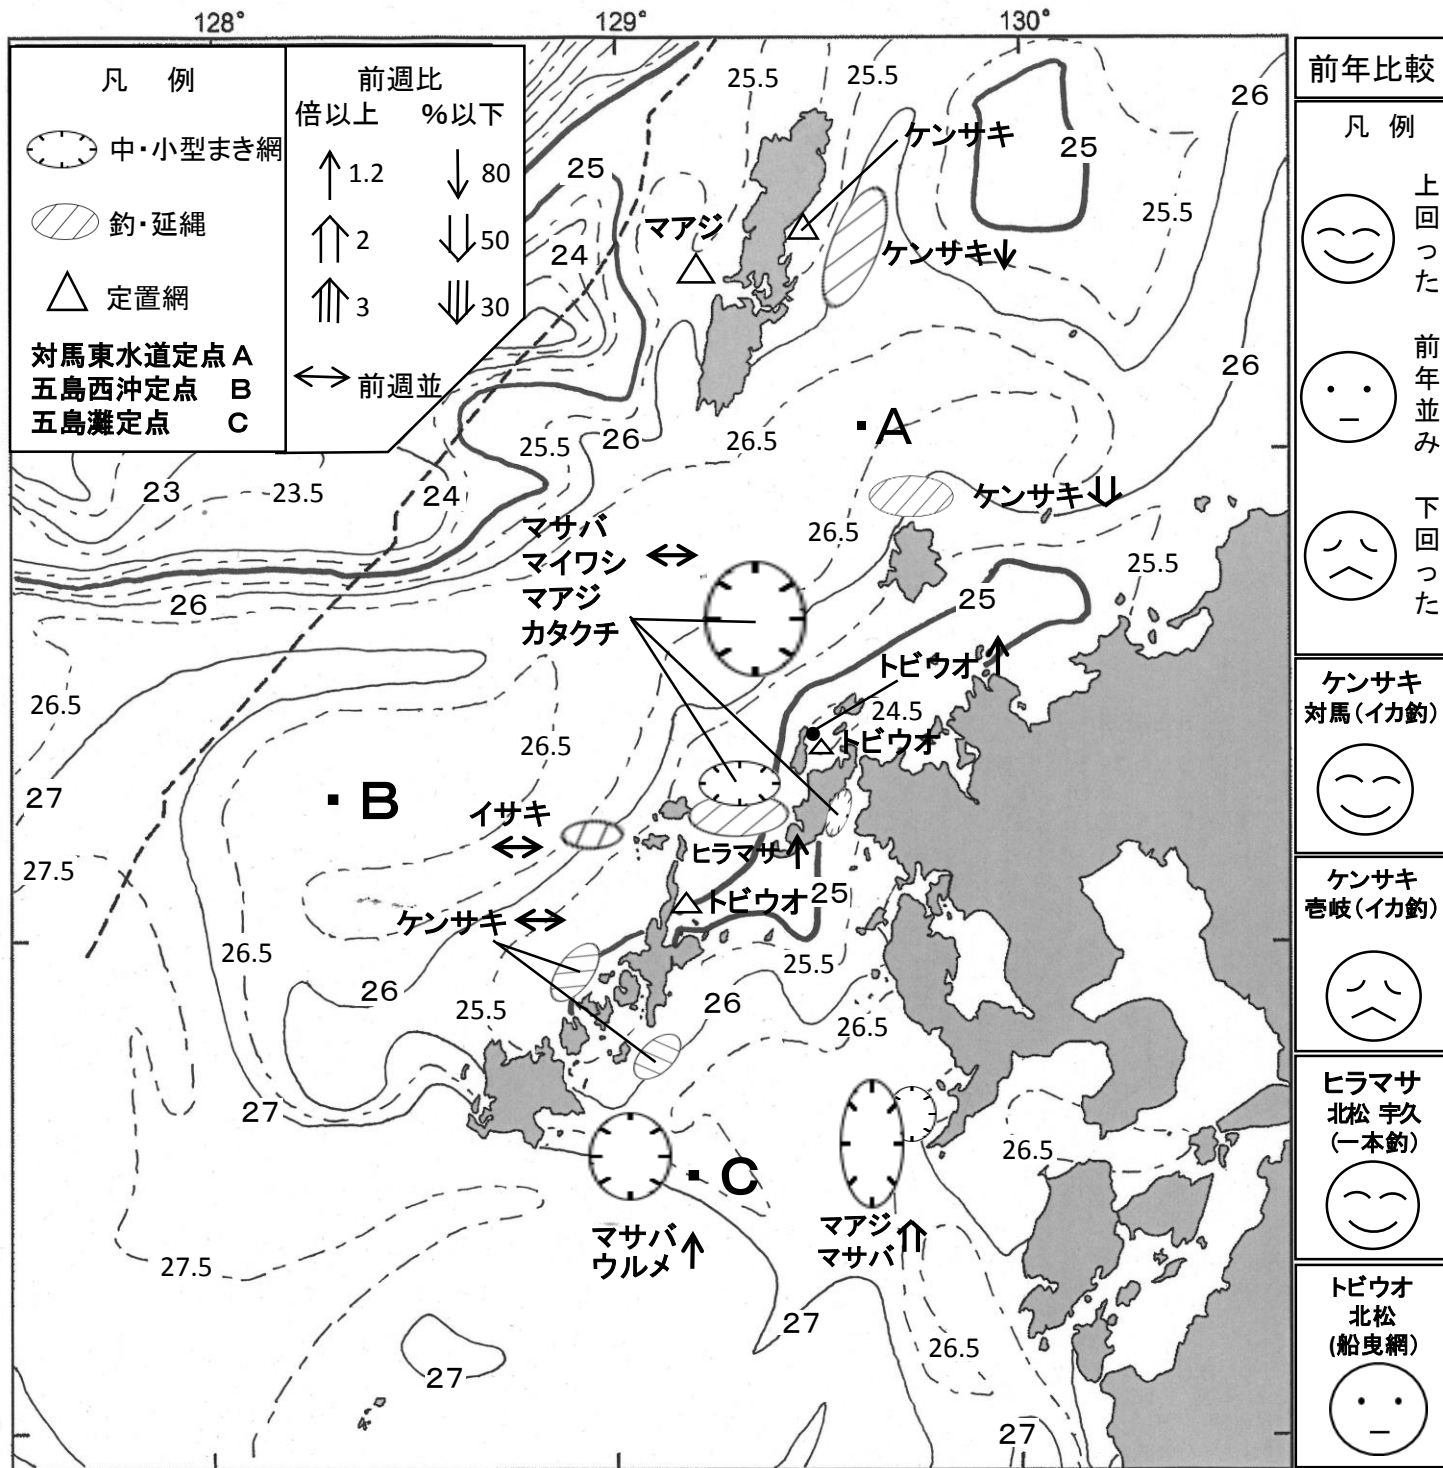 128°
129°
130°
凡　例
中・小型まき網
釣・延縄
定置網
対馬東水道定点 A
五島西沖定点　B
五島灘定点　C
前週比
倍以上　%以下
1.2　80
2　50
3　30
前週並
前年比較
凡 例
上回った
前年並み
下回った
ケンサキ
対馬（イカ釣）
ケンサキ
壱岐（イカ釣）
ヒラマサ
北松 宇久
(一本釣)
トビウオ
北松
(船曳網)
25.5
25.5
26
ケンサキ
25
25
マアジ
25.5
24
ケンサキ
26
A
25.5
26
26.5
23
23.5
24
ケンサキ
マサバ
マイワシ
マアジ
カタクチ
26.5
25.5
26
25
トビウオ
26.5
24.5
26.5
トビウオ
27
B
イサキ
ヒラマサ
27.5
25
トビウオ
ケンサキ
26.5
25.5
26
26
25.5
26.5
27
26.5
C
マサバ
ウルメ
マアジ
マサバ
27.5
27
26.5
27
27